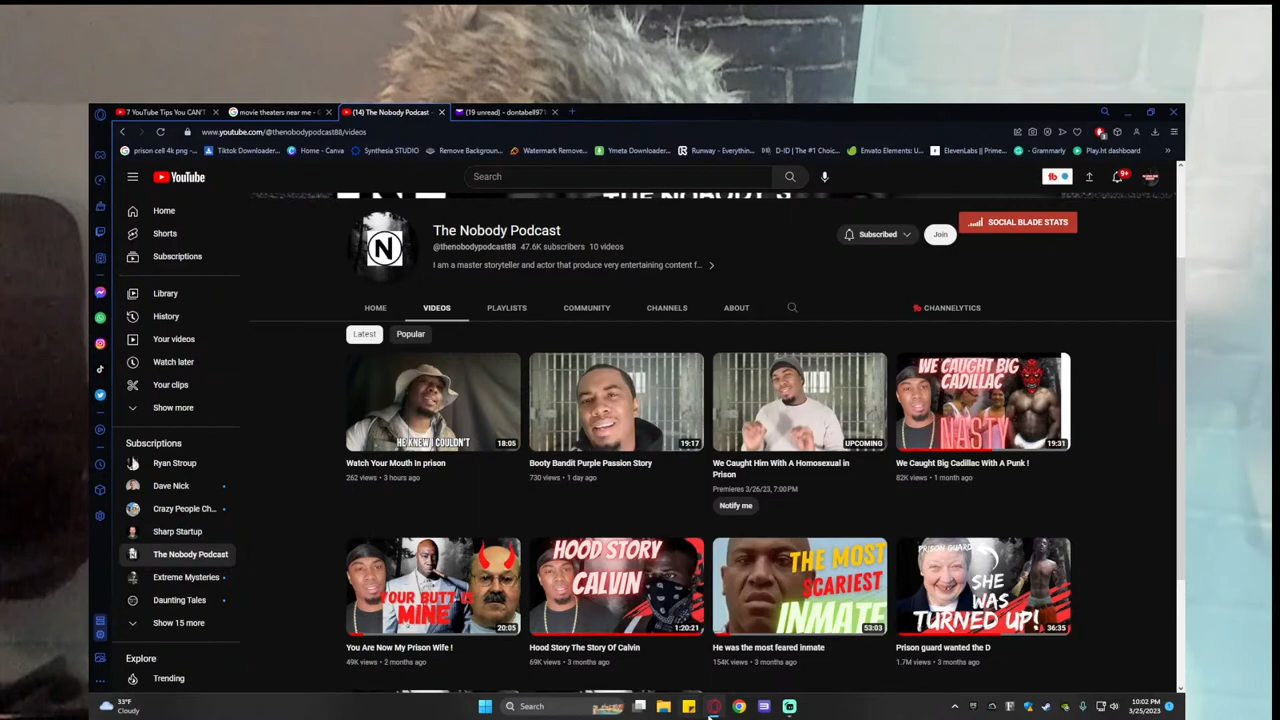 7 YouTube Tips You CAN'T
movie theaters near me - G
(14) The Nobody Podcast -
(19 unread) - dontabell97
www.youtube.com/@thenobodypodcast88/videos
prison cell 4k png -...
Tiktok Downloader...
Home - Canva
Synthesia STUDIO
Remove Backgroun...
Watermark Remove...
Ymeta Downloader...
Runway - Everythin...
D-ID | The #1 Choic...
Envato Elements: U...
ElevenLabs || Prime...
- Grammarly
Play.ht dashboard
YouTube
Search
9+
Home
Shorts
Subscriptions
Library
History
Your videos
Watch later
Your clips
Show more
Subscriptions
Ryan Stroup
Dave Nick
Crazy People Ch...
Sharp Startup
The Nobody Podcast
Extreme Mysteries
Daunting Tales
Show 15 more
Explore
Trending
N
The Nobody Podcast
@thenobodypodcast88 47.6K subscribers 10 videos
I am a master storyteller and actor that produce very entertaining content f...
Subscribed
Join
SOCIAL BLADE STATS
HOME
VIDEOS
PLAYLISTS
COMMUNITY
CHANNELS
ABOUT
CHANNELYTICS
Latest
Popular
HE KNEW I COULDN'T
18:05
Watch Your Mouth In prison
262 views • 3 hours ago
19:17
Booty Bandit Purple Passion Story
730 views • 1 day ago
UPCOMING
We Caught Him With A Homosexual in
Prison
Premieres 3/26/23, 7:00PM
Notify me
WE CAUGHT BIG
CADILLAC
NASTY
19:31
We Caught Big Cadillac With A Punk !
82K views • 1 month ago
YOUR BUTT IS
MINE
20:05
You Are Now My Prison Wife !
49K views • 2 months ago
HOOD STORY
CALVIN
1:20:21
Hood Story The Story Of Calvin
69K views • 3 months ago
THE MOST
SCARIEST
INMATE
53:03
He was the most feared inmate
154K views • 3 months ago
PRISON GUARD
SHE
WAS
TURNED UP!
36:35
Prison guard wanted the D
1.7M views • 3 months ago
33°F
Cloudy
Search
10:02 PM
3/25/2023